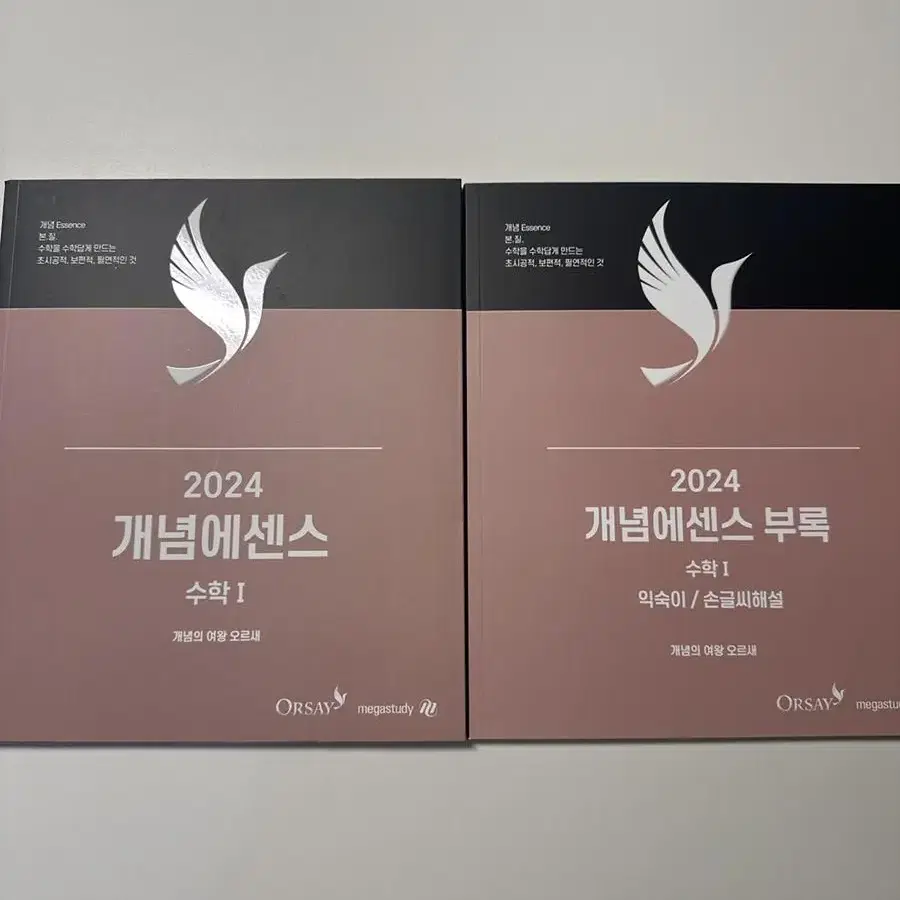 개념 Essence
본.질.
수학을 수학답게 만드는
초시공적, 보편적, 필연적인 것
2024
개념에센스
수학 I
개념의 여왕 오르새
ORSAY megastudy
개념 Essence
본.질.
수학을 수학답게 만드는
초시공적, 보편적, 필연적인 것
2024
개념에센스 부록
수학 I
익숙이 / 손글씨해설
개념의 여왕 오르새
ORSAY megastu